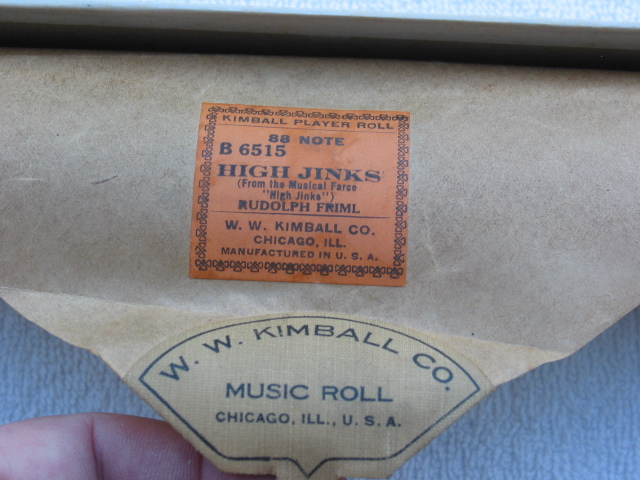 KIMBALL PLAYER ROLL
88 NOTE
B 6515
HIGH JINKS
(From the Musical Farce
"High Jinks")
RUDOLPH FRIML
W. W. KIMBALL CO.
CHICAGO, ILL.
MANUFACTURED IN U. S. A.
W. W. KIMBALL CO.
MUSIC ROLL
CHICAGO, ILL., U. S. A.